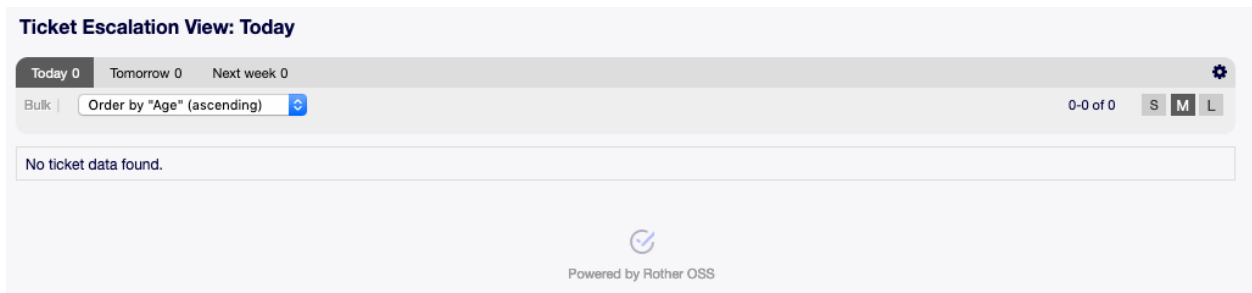 Ticket Escalation View: Today
Today 0 Tomorrow 0 Next week 0
Bulk | Order by "Age" (ascending) 0-0 of 0 S M L
No ticket data found.
Powered by Rother OSS